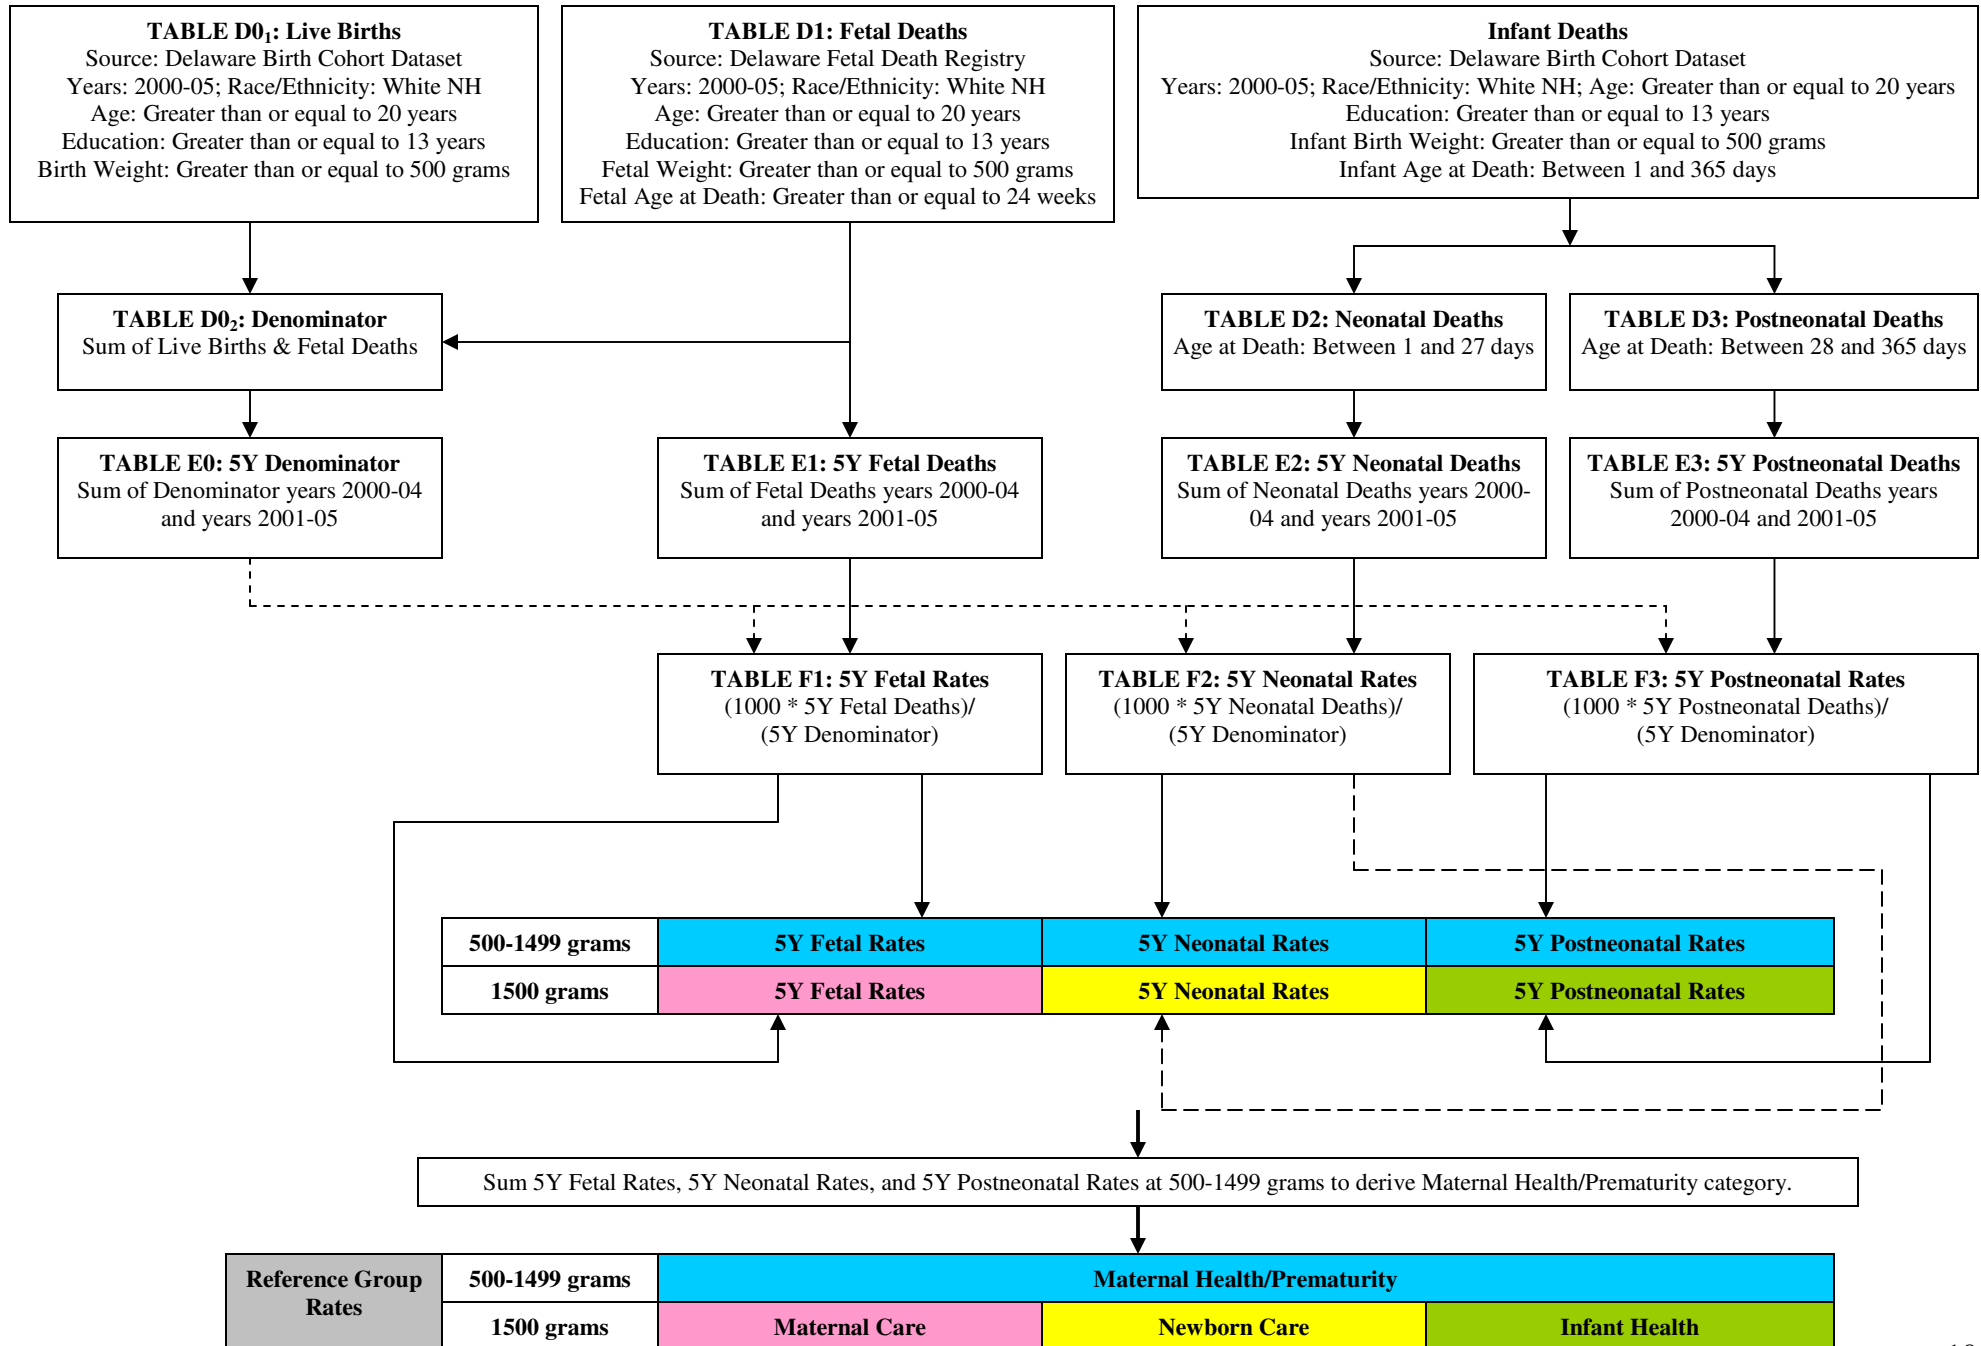 TABLE D0₁: Live Births
Source: Delaware Birth Cohort Dataset
Years: 2000-05; Race/Ethnicity: White NH
Age: Greater than or equal to 20 years
Education: Greater than or equal to 13 years
Birth Weight: Greater than or equal to 500 grams
TABLE D1: Fetal Deaths
Source: Delaware Fetal Death Registry
Years: 2000-05; Race/Ethnicity: White NH
Age: Greater than or equal to 20 years
Education: Greater than or equal to 13 years
Fetal Weight: Greater than or equal to 500 grams
Fetal Age at Death: Greater than or equal to 24 weeks
Infant Deaths
Source: Delaware Birth Cohort Dataset
Years: 2000-05; Race/Ethnicity: White NH; Age: Greater than or equal to 20 years
Education: Greater than or equal to 13 years
Infant Birth Weight: Greater than or equal to 500 grams
Infant Age at Death: Between 1 and 365 days
TABLE D0₂: Denominator
Sum of Live Births & Fetal Deaths
TABLE D2: Neonatal Deaths
Age at Death: Between 1 and 27 days
TABLE D3: Postneonatal Deaths
Age at Death: Between 28 and 365 days
TABLE E0: 5Y Denominator
Sum of Denominator years 2000-04
and years 2001-05
TABLE E1: 5Y Fetal Deaths
Sum of Fetal Deaths years 2000-04
and years 2001-05
TABLE E2: 5Y Neonatal Deaths
Sum of Neonatal Deaths years 2000-
04 and years 2001-05
TABLE E3: 5Y Postneonatal Deaths
Sum of Postneonatal Deaths years
2000-04 and 2001-05
TABLE F1: 5Y Fetal Rates
(1000 * 5Y Fetal Deaths)/
(5Y Denominator)
TABLE F2: 5Y Neonatal Rates
(1000 * 5Y Neonatal Deaths)/
(5Y Denominator)
TABLE F3: 5Y Postneonatal Rates
(1000 * 5Y Postneonatal Deaths)/
(5Y Denominator)
500-1499 grams 5Y Fetal Rates 5Y Neonatal Rates 5Y Postneonatal Rates
1500 grams 5Y Fetal Rates 5Y Neonatal Rates 5Y Postneonatal Rates
Sum 5Y Fetal Rates, 5Y Neonatal Rates, and 5Y Postneonatal Rates at 500-1499 grams to derive Maternal Health/Prematurity category.
Reference Group
Rates
500-1499 grams Maternal Health/Prematurity
1500 grams Maternal Care Newborn Care Infant Health